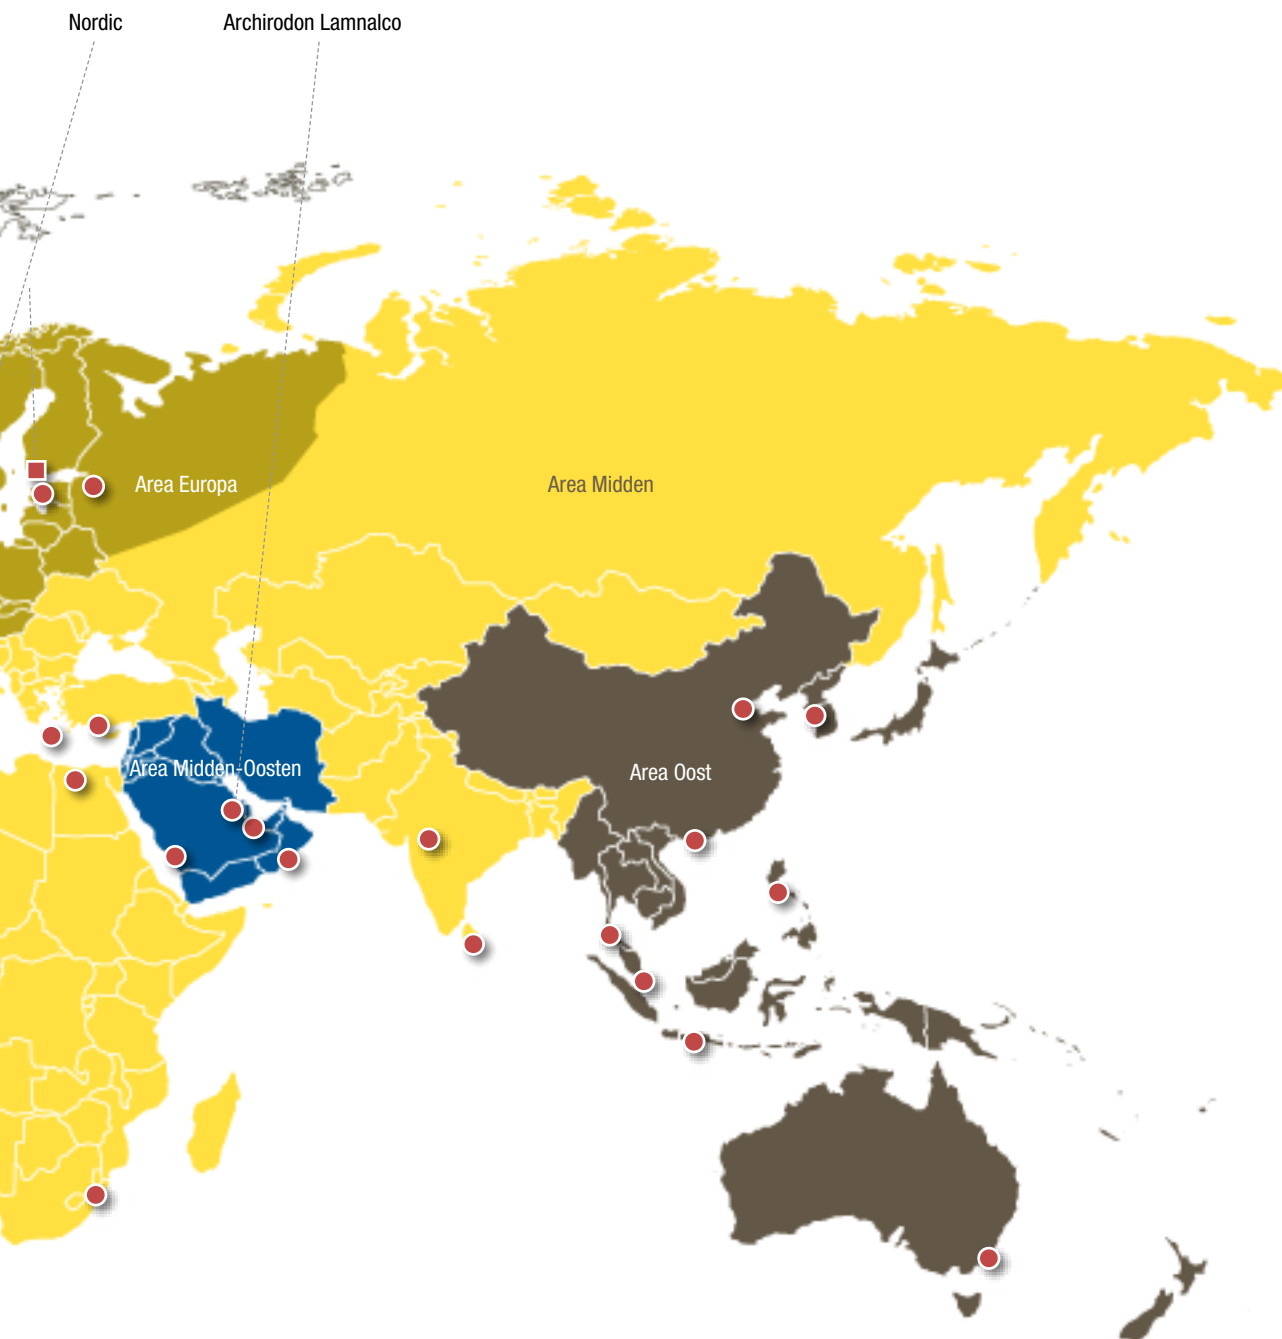 Nordic
Archirodon Lamnalco
Area Europa
Area Midden
Area Midden-Oosten
Area Oost